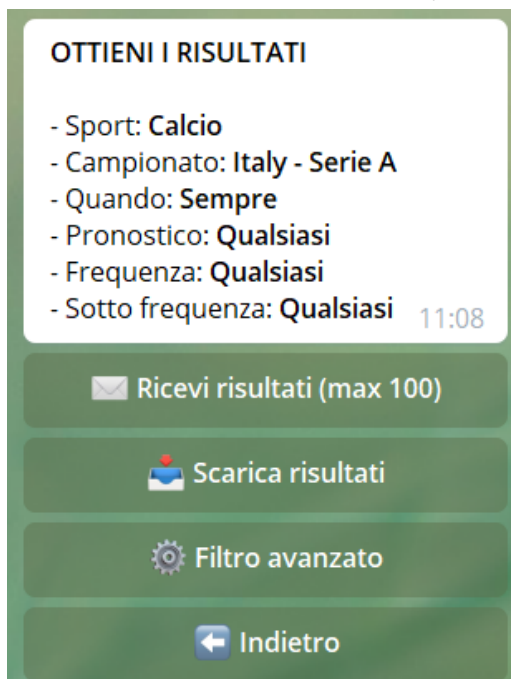 OTTIENI I RISULTATI
- Sport: Calcio
- Campionato: Italy - Serie A
- Quando: Sempre
- Pronostico: Qualsiasi
- Frequenza: Qualsiasi
- Sotto frequenza: Qualsiasi 11:08
Ricevi risultati (max 100)
Scarica risultati
Filtro avanzato
Indietro